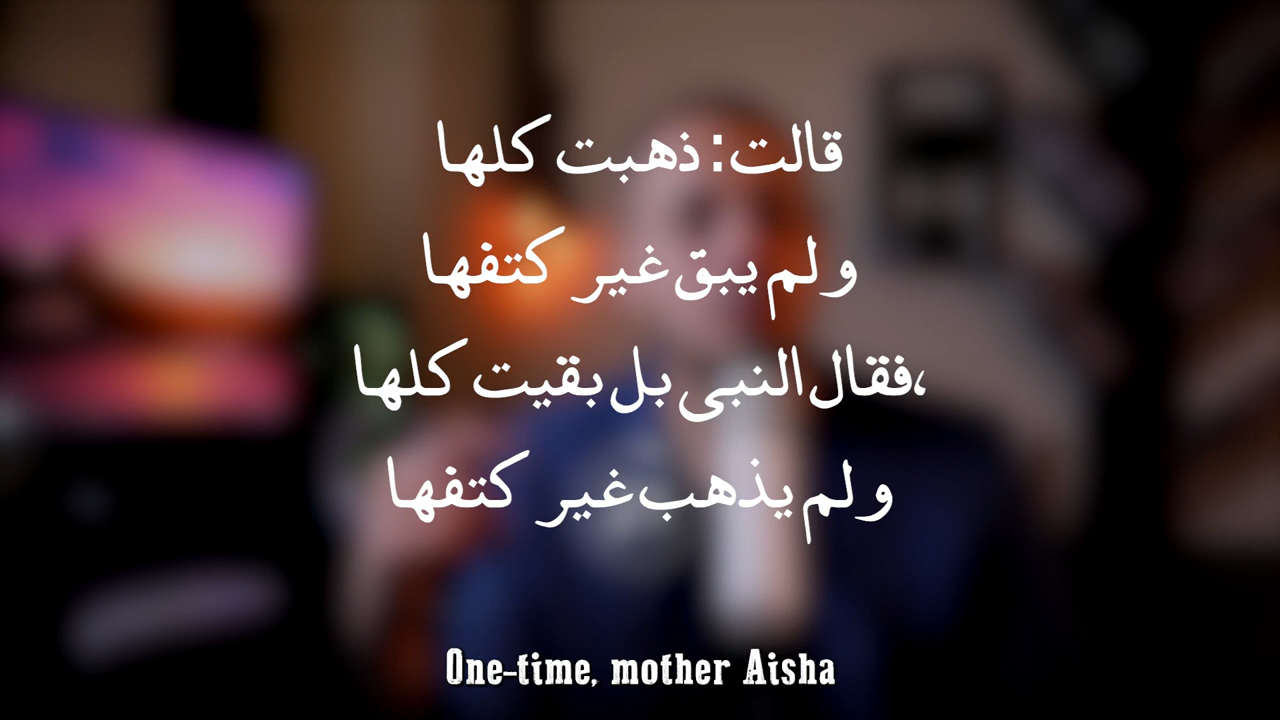 قالت: ذهبت كلها
ولم يبقّ غير كتفها
،فقال النبى بل بقيت كلها
ولم يذهب غير كتفها
One-time, mother Aisha